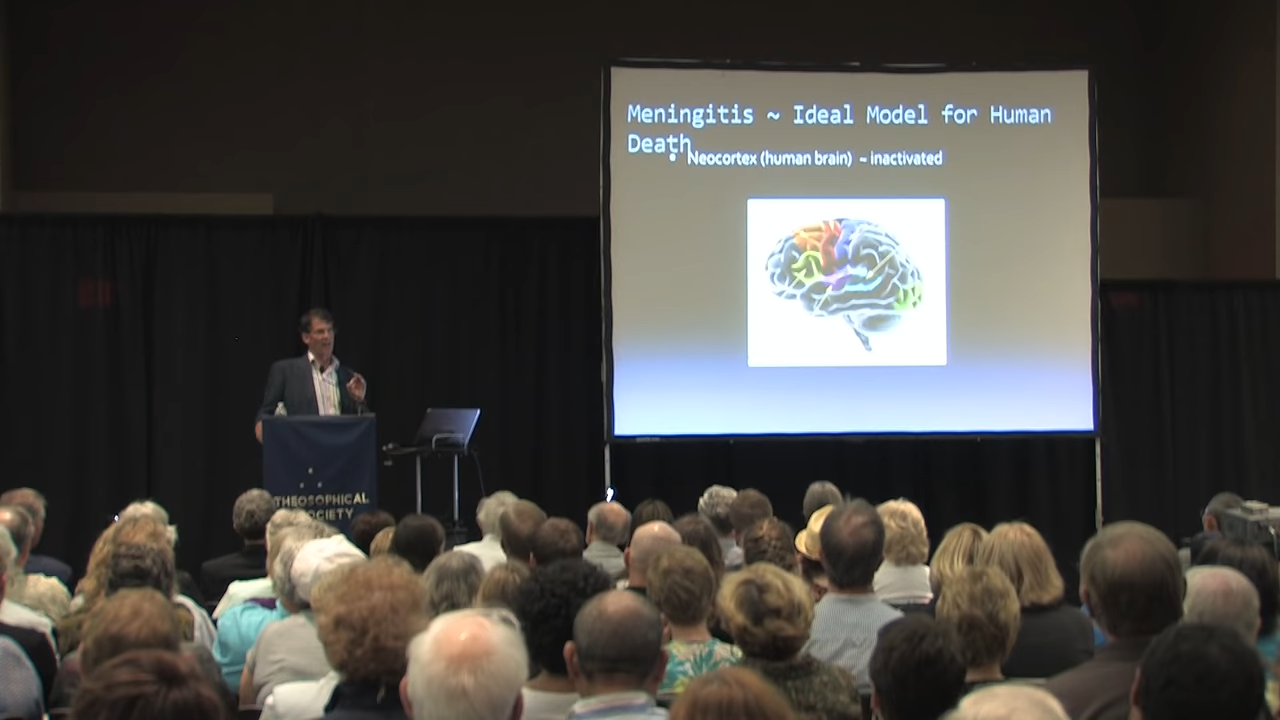 Meningitis ~ Ideal Model for Human
Death
• Neocortex (human brain) – inactivated
THEOSOPHICAL
SOCIETY